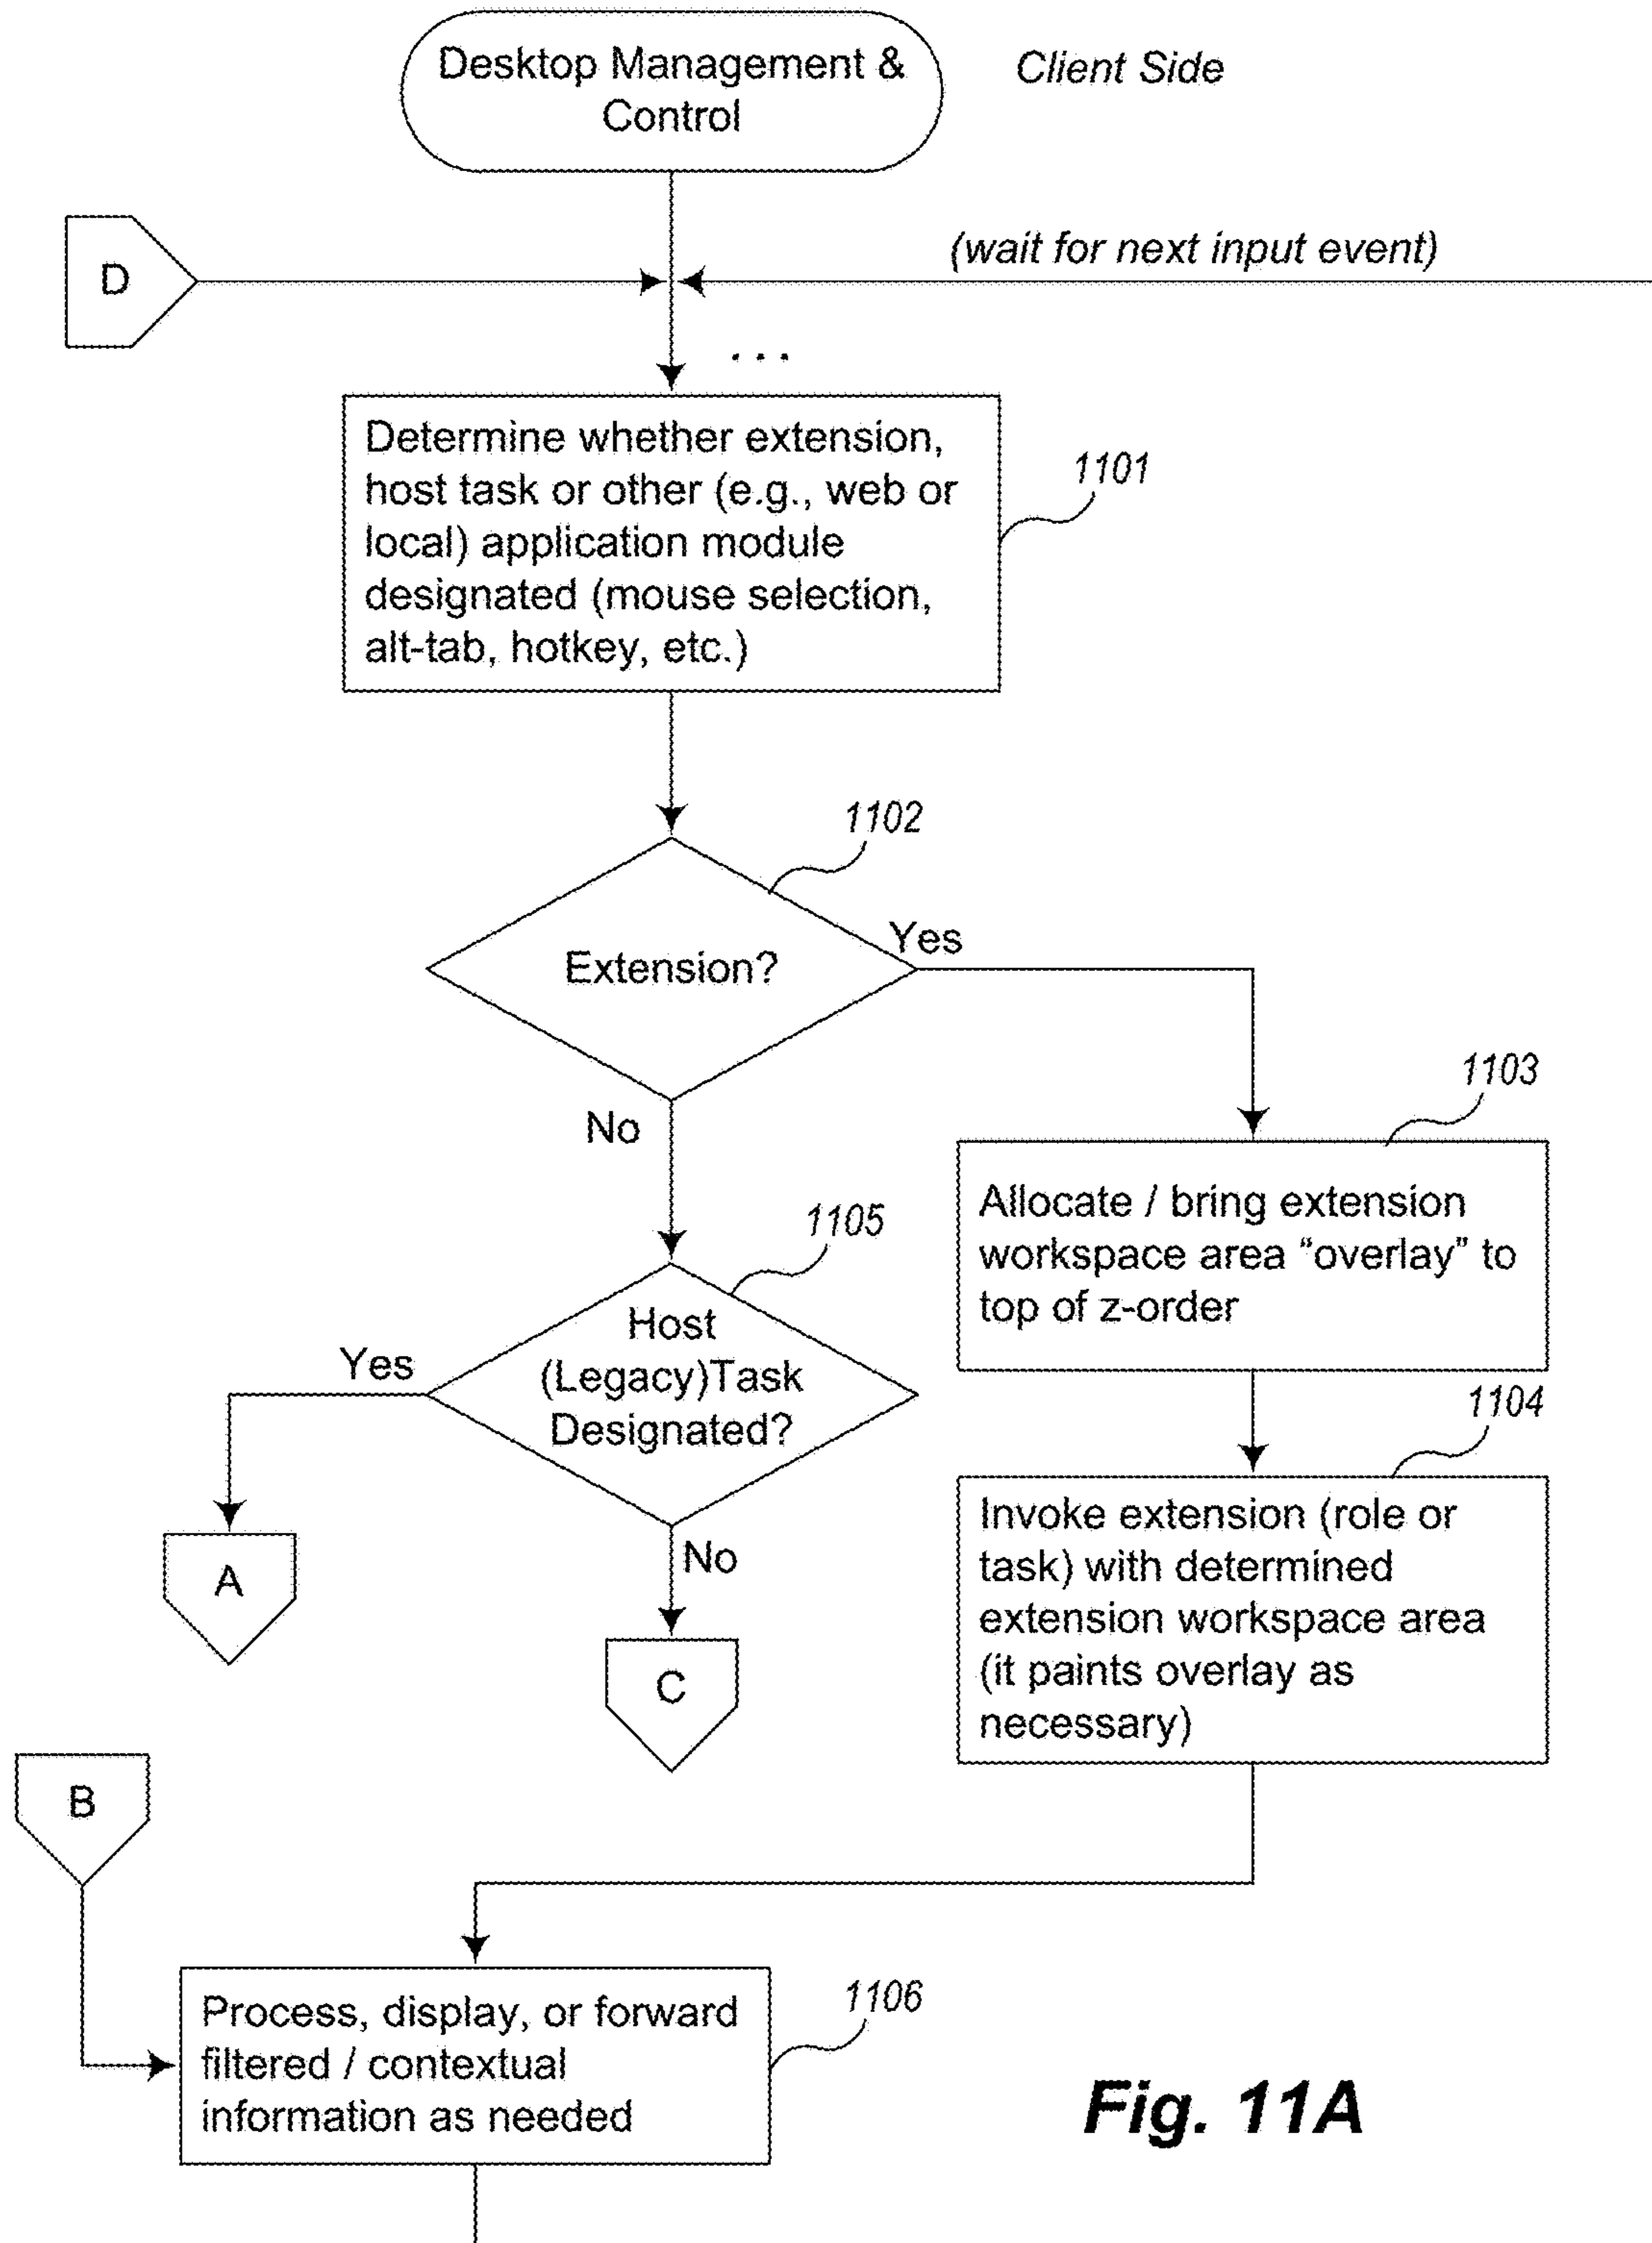 Desktop Management &
Control
Client Side
D
(wait for next input event)
...
Determine whether extension,
host task or other (e.g., web or
local) application module
designated (mouse selection,
alt-tab, hotkey, etc.)
1101
1102
Extension?
Yes
No
1103
Allocate / bring extension
workspace area “overlay” to
top of z-order
1105
Host
(Legacy)Task
Designated?
Yes
No
A
C
1104
Invoke extension (role or
task) with determined
extension workspace area
(it paints overlay as
necessary)
B
Process, display, or forward
filtered / contextual
information as needed
1106
Fig. 11A